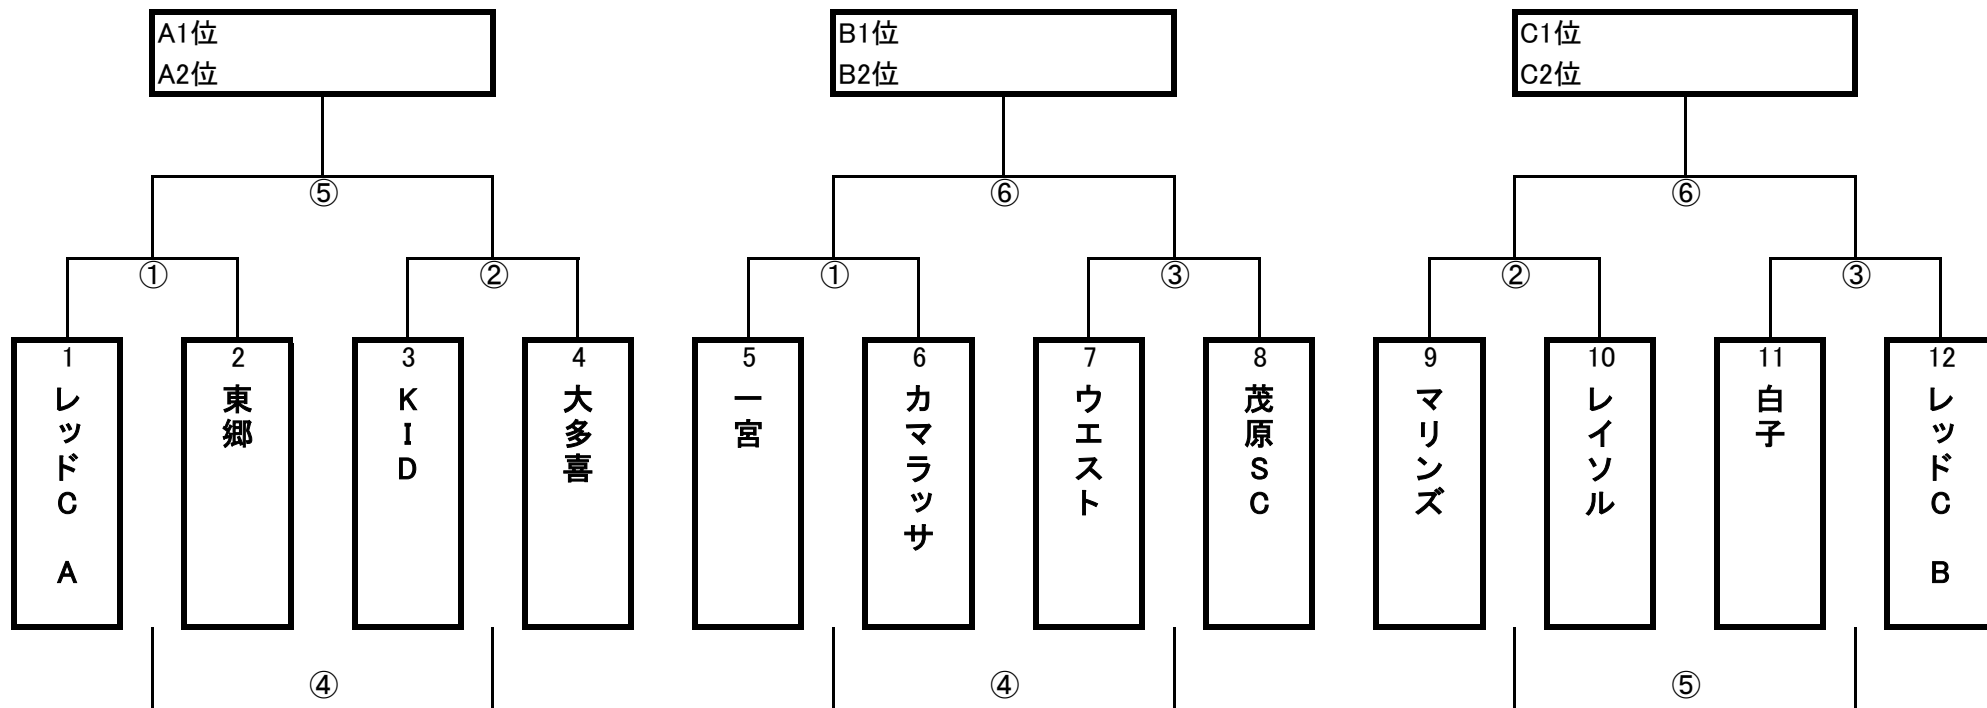 A1位
A2位
B1位
B2位
C1位
C2位
⑤
⑥
⑥
①
②
①
③
②
③
1
レッドC A
2
東郷
3
KID
4
大多喜
5
一宮
6
カマラッサ
7
ウエスト
8
茂原SC
9
マリンズ
10
レイソル
11
白子
12
レッドC B
④
④
⑤